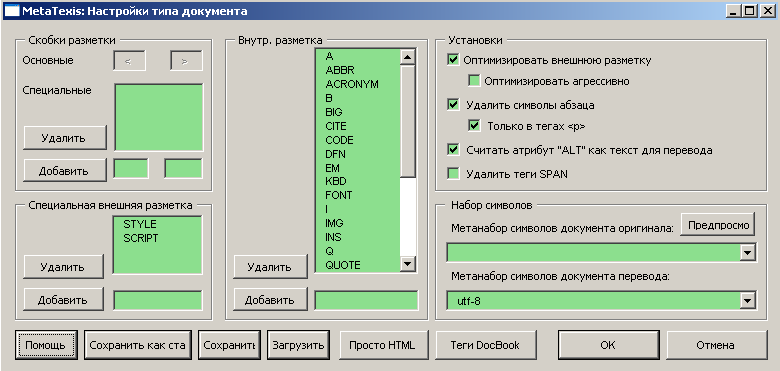 MetaTexis: Настройки типа документа
Скобки разметки
Основные
<
>
Специальные
Удалить
Добавить
Специальная внешняя разметка
STYLE
SCRIPT
Удалить
Добавить
Внутр. разметка
A
ABBR
ACRONYM
B
BIG
CITE
CODE
DFN
EM
KBD
FONT
I
IMG
INS
Q
QUOTE
Удалить
Добавить
Установки
Оптимизировать внешнюю разметку
Оптимизировать агрессивно
Удалить символы абзаца
Только в тегах <p>
Считать атрибут "ALT" как текст для перевода
Удалить теги SPAN
Набор символов
Метанабор символов документа оригинала:
Предпросмо
Метанабор символов документа перевода:
utf-8
Помощь
Сохранить как ста
Сохранить
Загрузить
Просто HTML
Теги DocBook
OK
Отмена